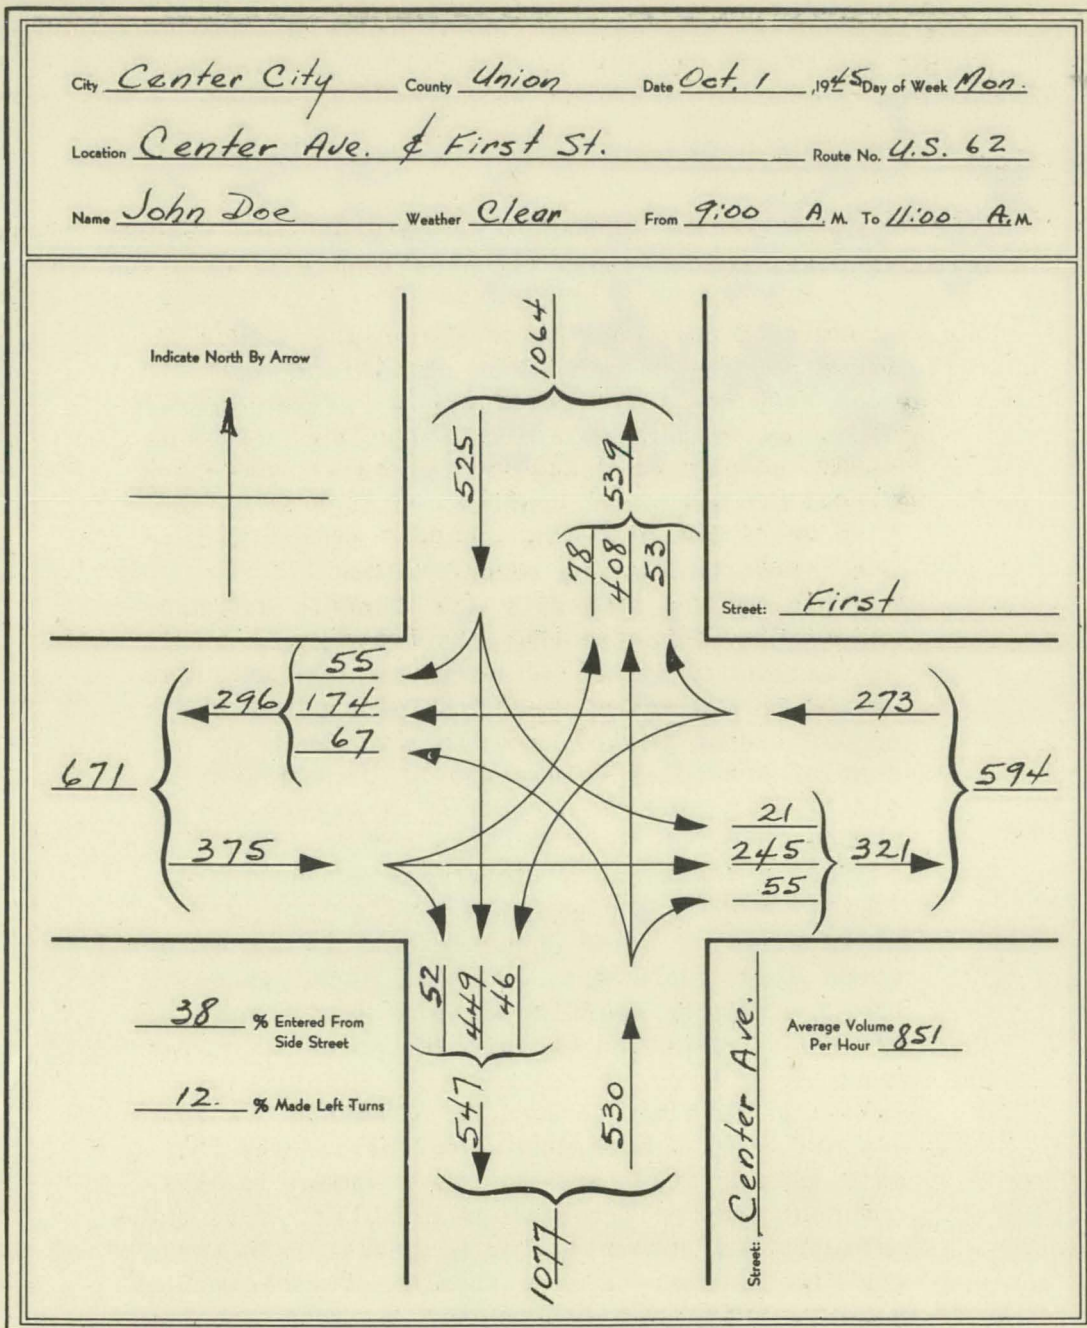 City Center City County Union Date Oct. 1 ,1945 Day of Week Mon.
Location Center Ave. & First St. Route No. U.S. 62
Name John Doe Weather Clear From 9:00 A.M. To 11:00 A.M.
Indicate North By Arrow
1064
525
539
78
408
53
Street: First
55
296
174
67
671
375
273
594
21
245
55
321
52
449
46
547
530
1077
38 % Entered From
Side Street
12. % Made Left Turns
Street: Center Ave.
Average Volume
Per Hour 851